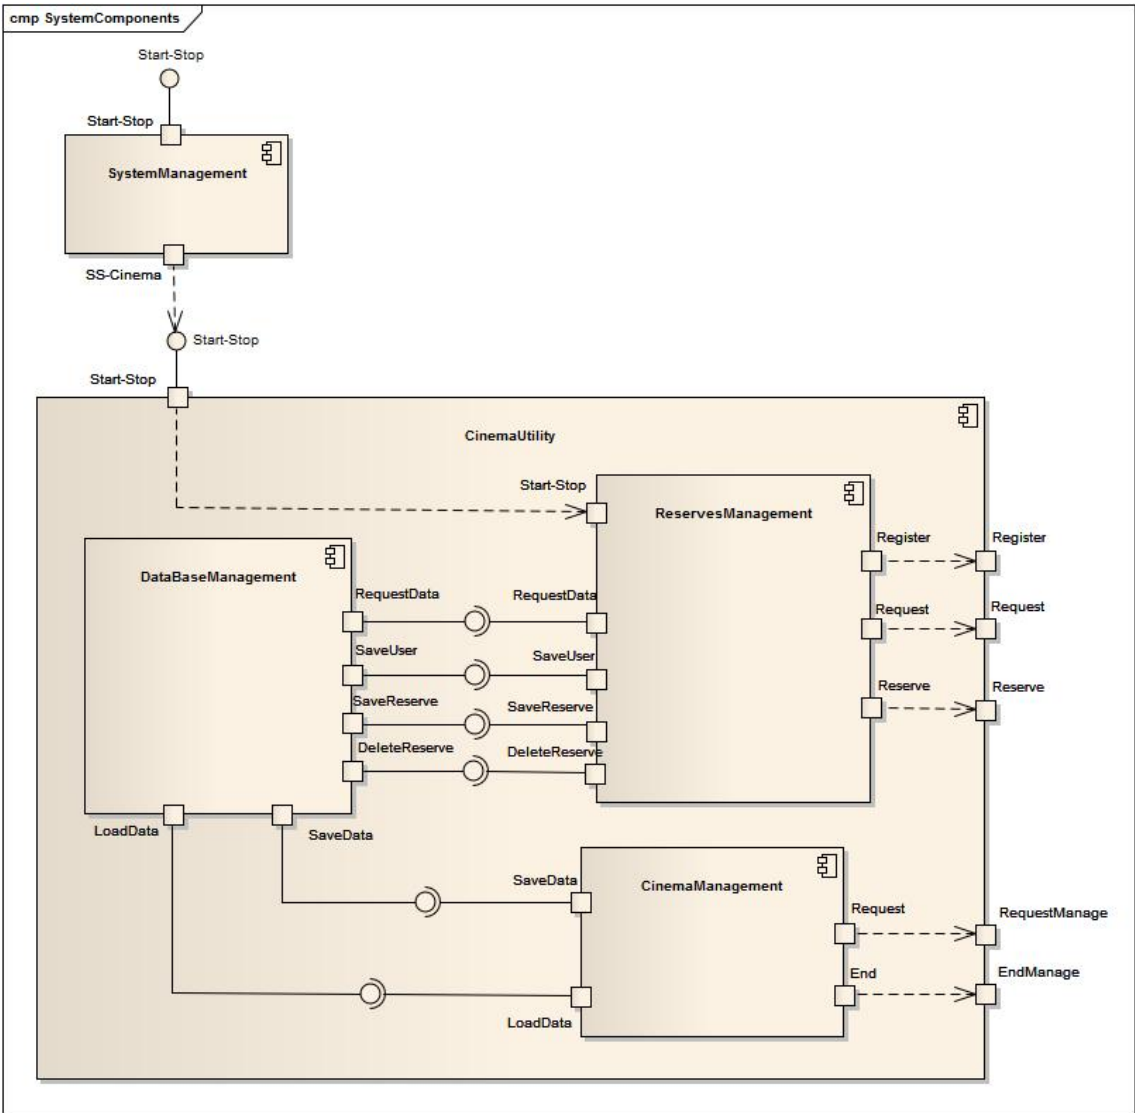 cmp SystemComponents
Start-Stop
Start-Stop
SystemManagement
SS-Cinema
Start-Stop
Start-Stop
CinemaUtility
Start-Stop
ReservesManagement
Register
Register
DataBaseManagement
RequestData
RequestData
Request
Request
SaveUser
SaveUser
Reserve
Reserve
SaveReserve
SaveReserve
DeleteReserve
DeleteReserve
LoadData
SaveData
SaveData
CinemaManagement
Request
RequestManage
End
EndManage
LoadData